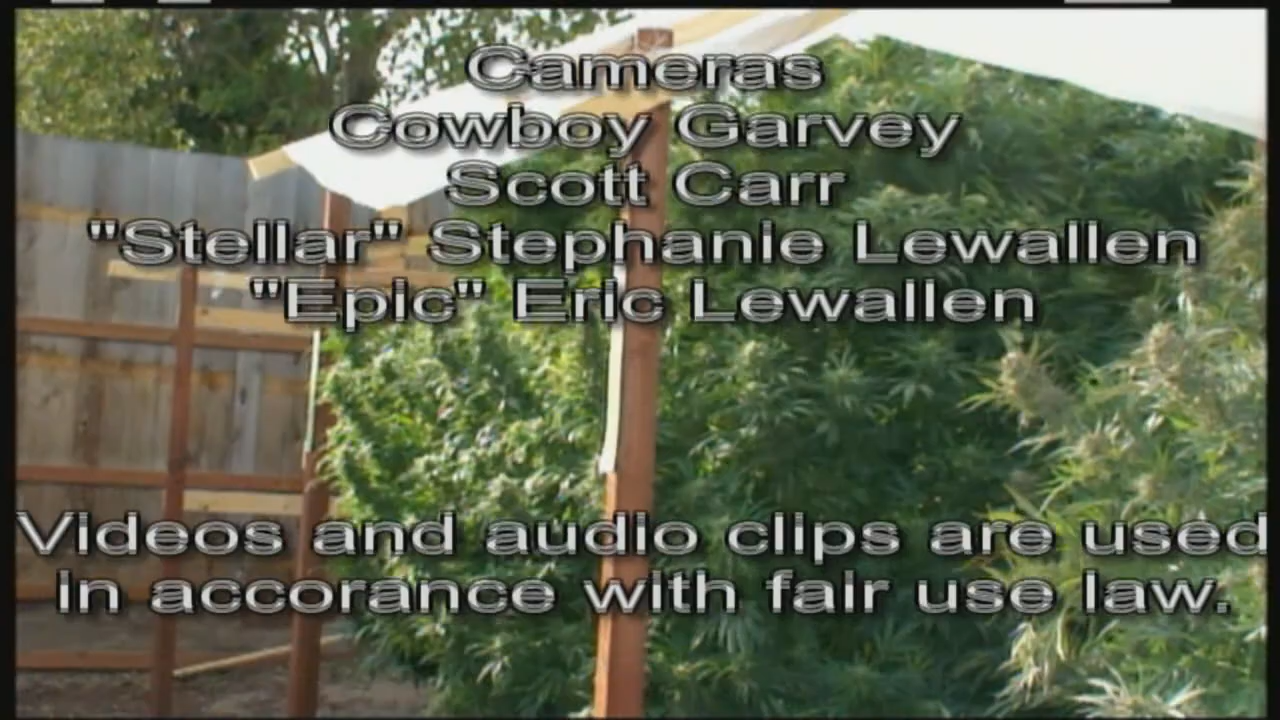 Cameras
Cowboy Garvey
Scott Carr
"Stellar" Stephanie Lewallen
"Epic" Eric Lewallen
Videos and audio clips are used
In accorance with fair use law.